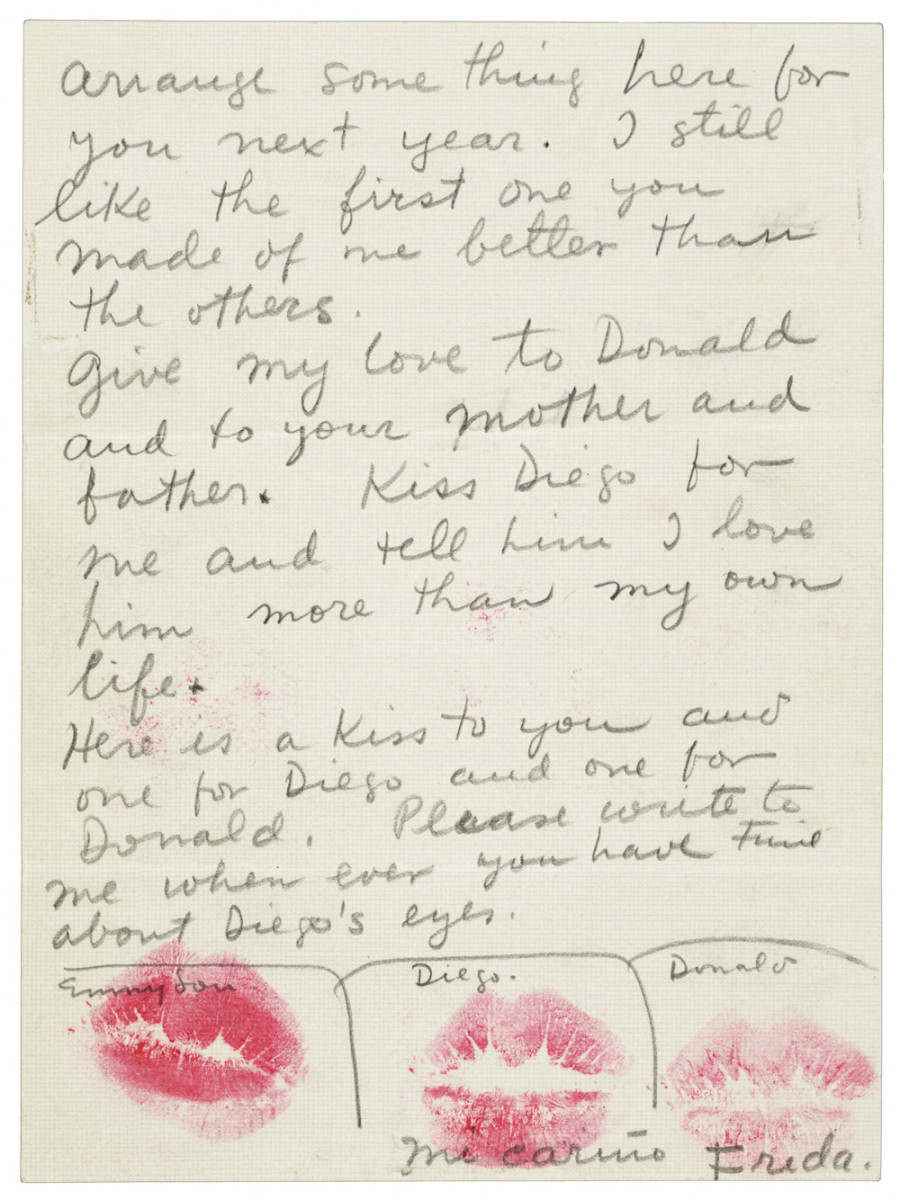 arrange some thing here for
you next year. I still
like the first one you
made of me better than
the others.
Give my love to Donald
and to your mother and
father. Kiss Diego for
me and tell him I love
him more than my own
life.
Here is a Kiss to you and
one for Diego and one for
Donald. Please write to
me when ever you have time
about Diego's eyes.
EmmyLou Diego. Donald
mi cariño Frida.